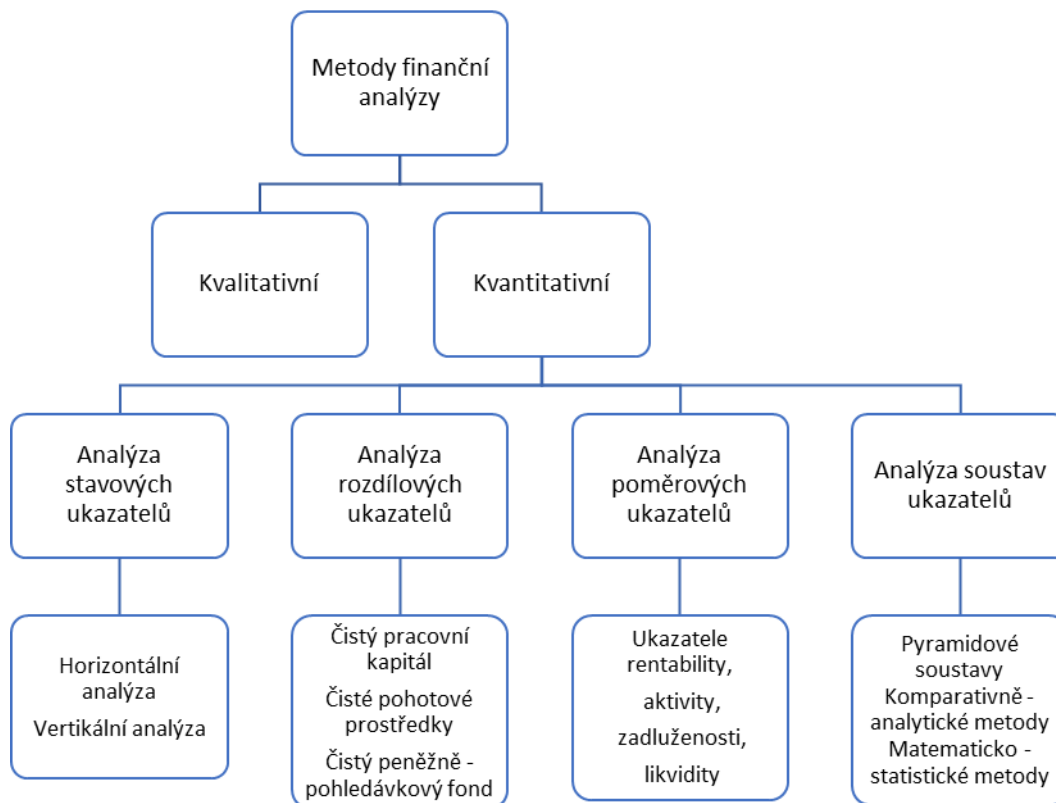 Metody finanční
analýzy
Kvalitativní
Kvantitativní
Analýza
stavových
ukazatelů
Analýza
rozdílových
ukazatelů
Analýza
poměrových
ukazatelů
Analýza soustav
ukazatelů
Horizontální
analýza
Vertikální analýza
Čistý pracovní
kapitál
Čisté pohotové
prostředky
Čistý peněžně -
pohledávkový fond
Ukazatele
rentability,
aktivity,
zadluženosti,
likvidity
Pyramidové
soustavy
Komparativně -
analytické metody
Matematicko -
statistické metody